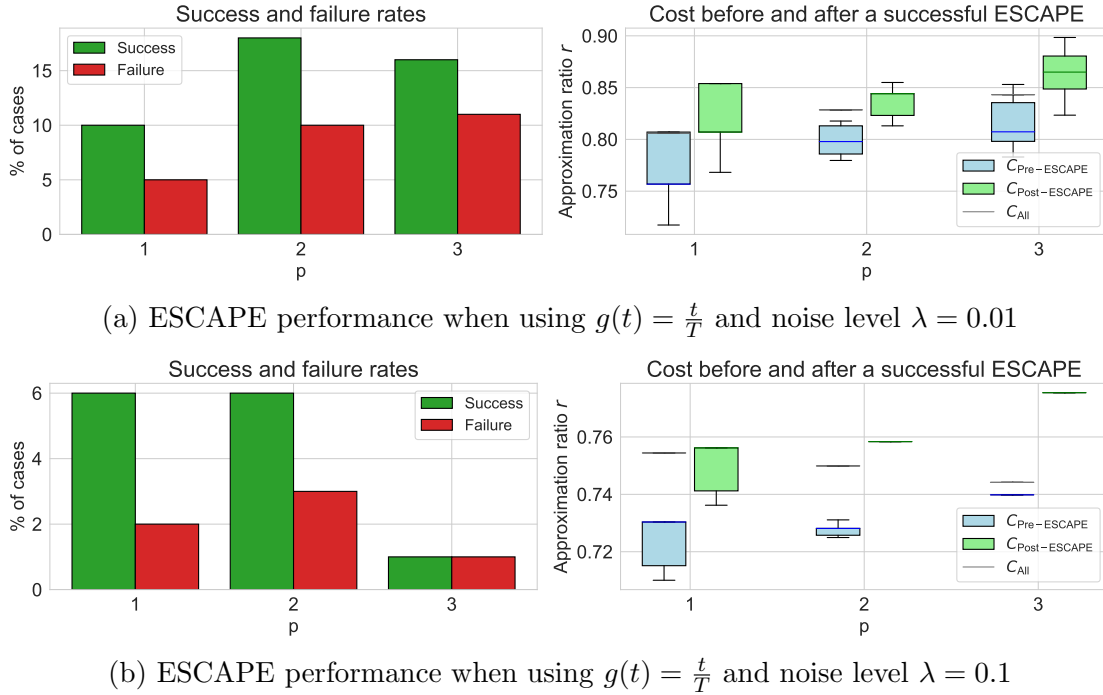 Success and failure rates
% of cases
15
10
5
0
Success
Failure
1 2 3
p
Cost before and after a successful ESCAPE
Approximation ratio r
0.90
0.85
0.80
0.75
C_Pre−ESCAPE
C_Post−ESCAPE
C_All
1 2 3
p
(a) ESCAPE performance when using g(t) = t/T and noise level λ = 0.01
Success and failure rates
% of cases
6
4
2
0
Success
Failure
1 2 3
p
Cost before and after a successful ESCAPE
Approximation ratio r
0.76
0.74
0.72
C_Pre−ESCAPE
C_Post−ESCAPE
C_All
1 2 3
p
(b) ESCAPE performance when using g(t) = t/T and noise level λ = 0.1